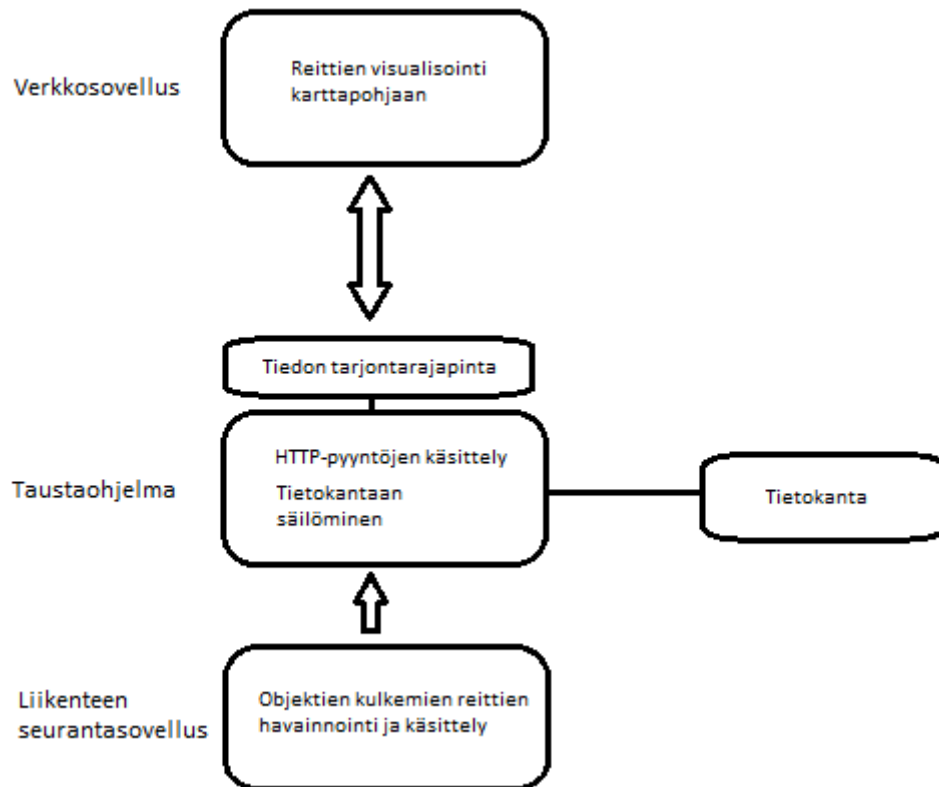 Verkkosovellus
Reittien visualisointi
karttapohjaan
Tiedon tarjontarajapinta
Taustaohjelma
HTTP-pyyntöjen käsittely
Tietokantaan
säilöminen
Tietokanta
Liikenteen
seurantasovellus
Objektien kulkemien reittien
havainnointi ja käsittely